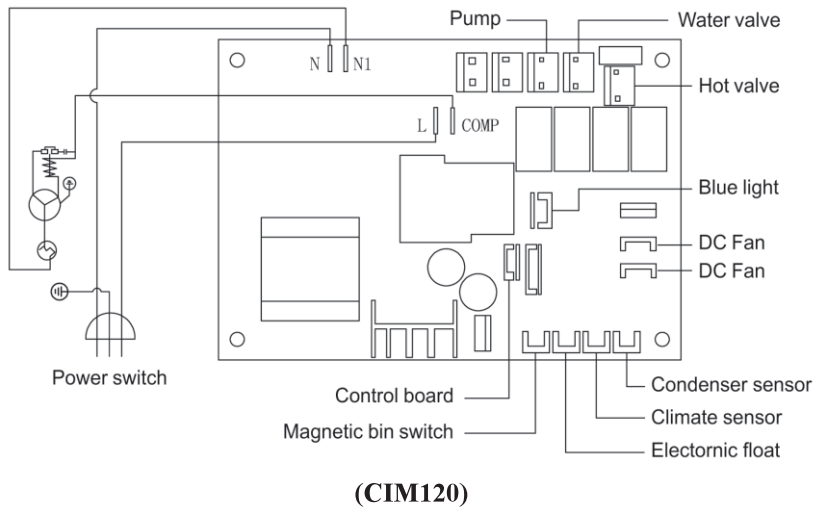 Pump
Water valve
N N1
Hot valve
L COMP
Blue light
DC Fan
DC Fan
Power switch
Control board
Condenser sensor
Magnetic bin switch
Climate sensor
Electornic float
(CIM120)